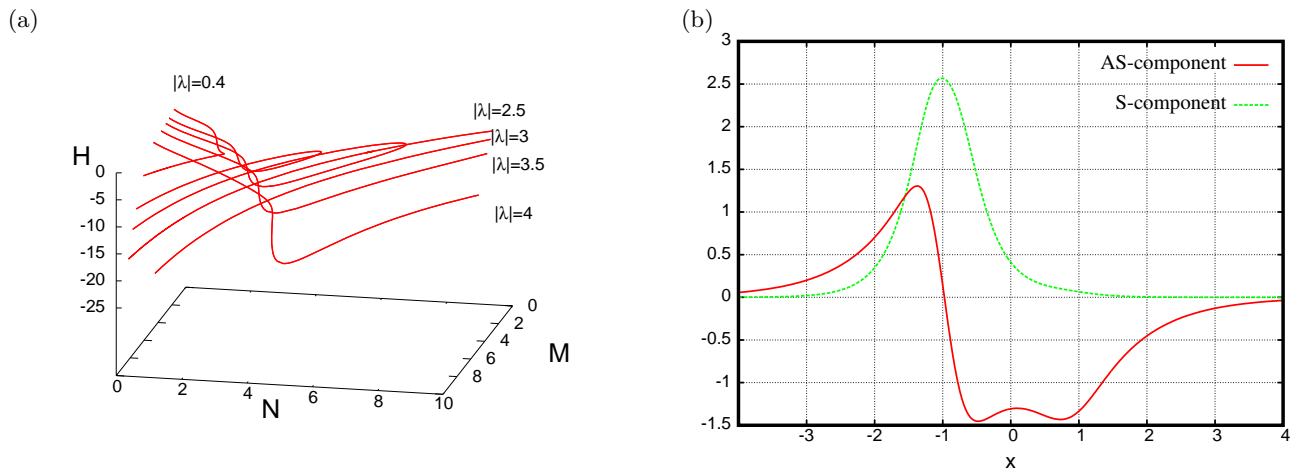 (a)
|λ|=0.4
|λ|=2.5
|λ|=3
|λ|=3.5
|λ|=4
H
0
-5
-10
-15
-20
-25
0
2
4
6
8
10
N
0
2
4
6
8
M
(b)
3
2.5
2
1.5
1
0.5
0
-0.5
-1
-1.5
AS-component
S-component
-3
-2
-1
0
1
2
3
4
x